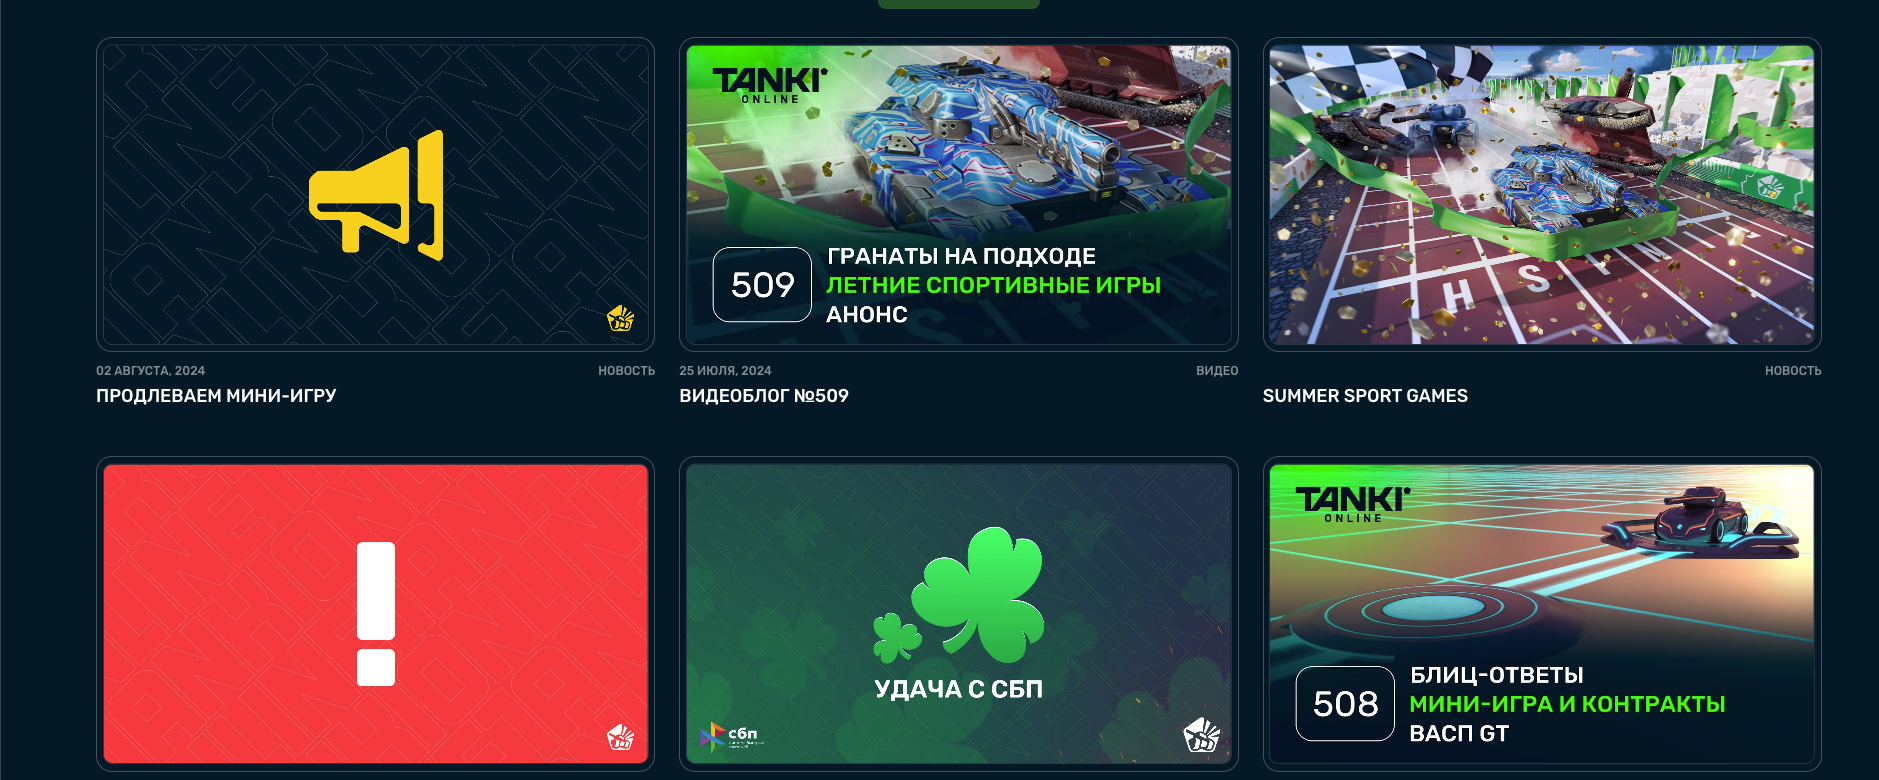 TANKI
ONLINE
509
ГРАНАТЫ НА ПОДХОДЕ
ЛЕТНИЕ СПОРТИВНЫЕ ИГРЫ
АНОНС
02 АВГУСТА, 2024
НОВОСТЬ
ПРОДЛЕВАЕМ МИНИ-ИГРУ
25 ИЮЛЯ, 2024
ВИДЕО
ВИДЕОБЛОГ №509
НОВОСТЬ
SUMMER SPORT GAMES
УДАЧА С СБП
сбп
TANKI
ONLINE
508
БЛИЦ-ОТВЕТЫ
МИНИ-ИГРА И КОНТРАКТЫ
ВАСП GT